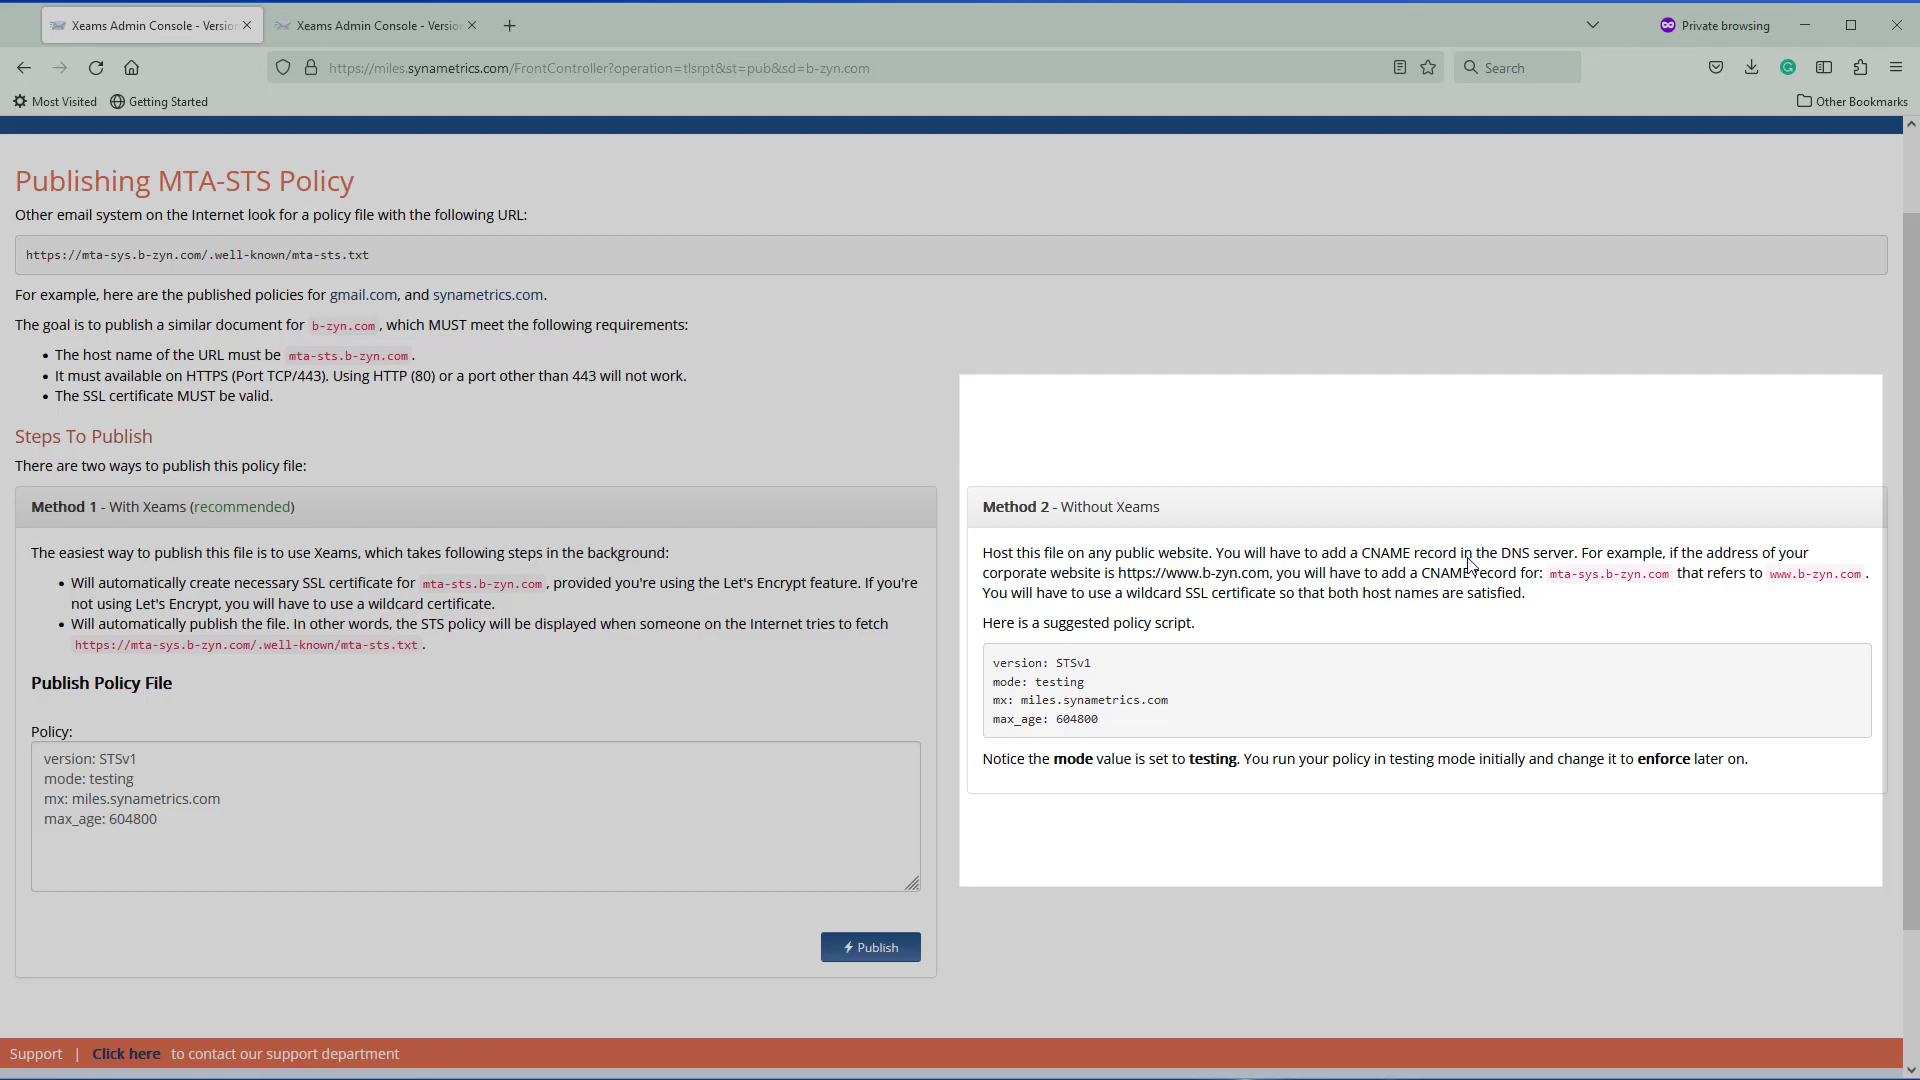 Xeams Admin Console - Version
Xeams Admin Console - Version
Private browsing
https://miles.synametrics.com/FrontController?operation=tlsrpt&st=pub&sd=b-zyn.com
Search
Most Visited
Getting Started
Other Bookmarks
Publishing MTA-STS Policy
Other email system on the Internet look for a policy file with the following URL:
https://mta-sys.b-zyn.com/.well-known/mta-sts.txt
For example, here are the published policies for gmail.com, and synametrics.com.
The goal is to publish a similar document for b-zyn.com, which MUST meet the following requirements:
• The host name of the URL must be mta-sts.b-zyn.com.
• It must available on HTTPS (Port TCP/443). Using HTTP (80) or a port other than 443 will not work.
• The SSL certificate MUST be valid.
Steps To Publish
There are two ways to publish this policy file:
Method 1 - With Xeams (recommended)
The easiest way to publish this file is to use Xeams, which takes following steps in the background:
• Will automatically create necessary SSL certificate for mta-sts.b-zyn.com, provided you're using the Let's Encrypt feature. If you're
not using Let's Encrypt, you will have to use a wildcard certificate.
• Will automatically publish the file. In other words, the STS policy will be displayed when someone on the Internet tries to fetch
https://mta-sys.b-zyn.com/.well-known/mta-sts.txt.
Publish Policy File
Policy:
version: STSv1
mode: testing
mx: miles.synametrics.com
max_age: 604800
Publish
Method 2 - Without Xeams
Host this file on any public website. You will have to add a CNAME record in the DNS server. For example, if the address of your
corporate website is https://www.b-zyn.com, you will have to add a CNAME record for: mta-sys.b-zyn.com that refers to www.b-zyn.com.
You will have to use a wildcard SSL certificate so that both host names are satisfied.
Here is a suggested policy script.
version: STSv1
mode: testing
mx: miles.synametrics.com
max_age: 604800
Notice the mode value is set to testing. You run your policy in testing mode initially and change it to enforce later on.
Support | Click here to contact our support department